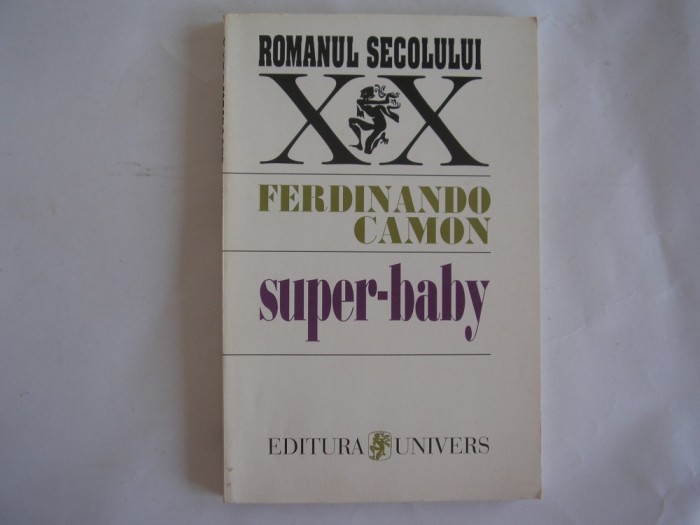 ROMANUL SECOLULUI
XX
FERDINANDO
CAMON
super-baby
EDITURA UNIVERS